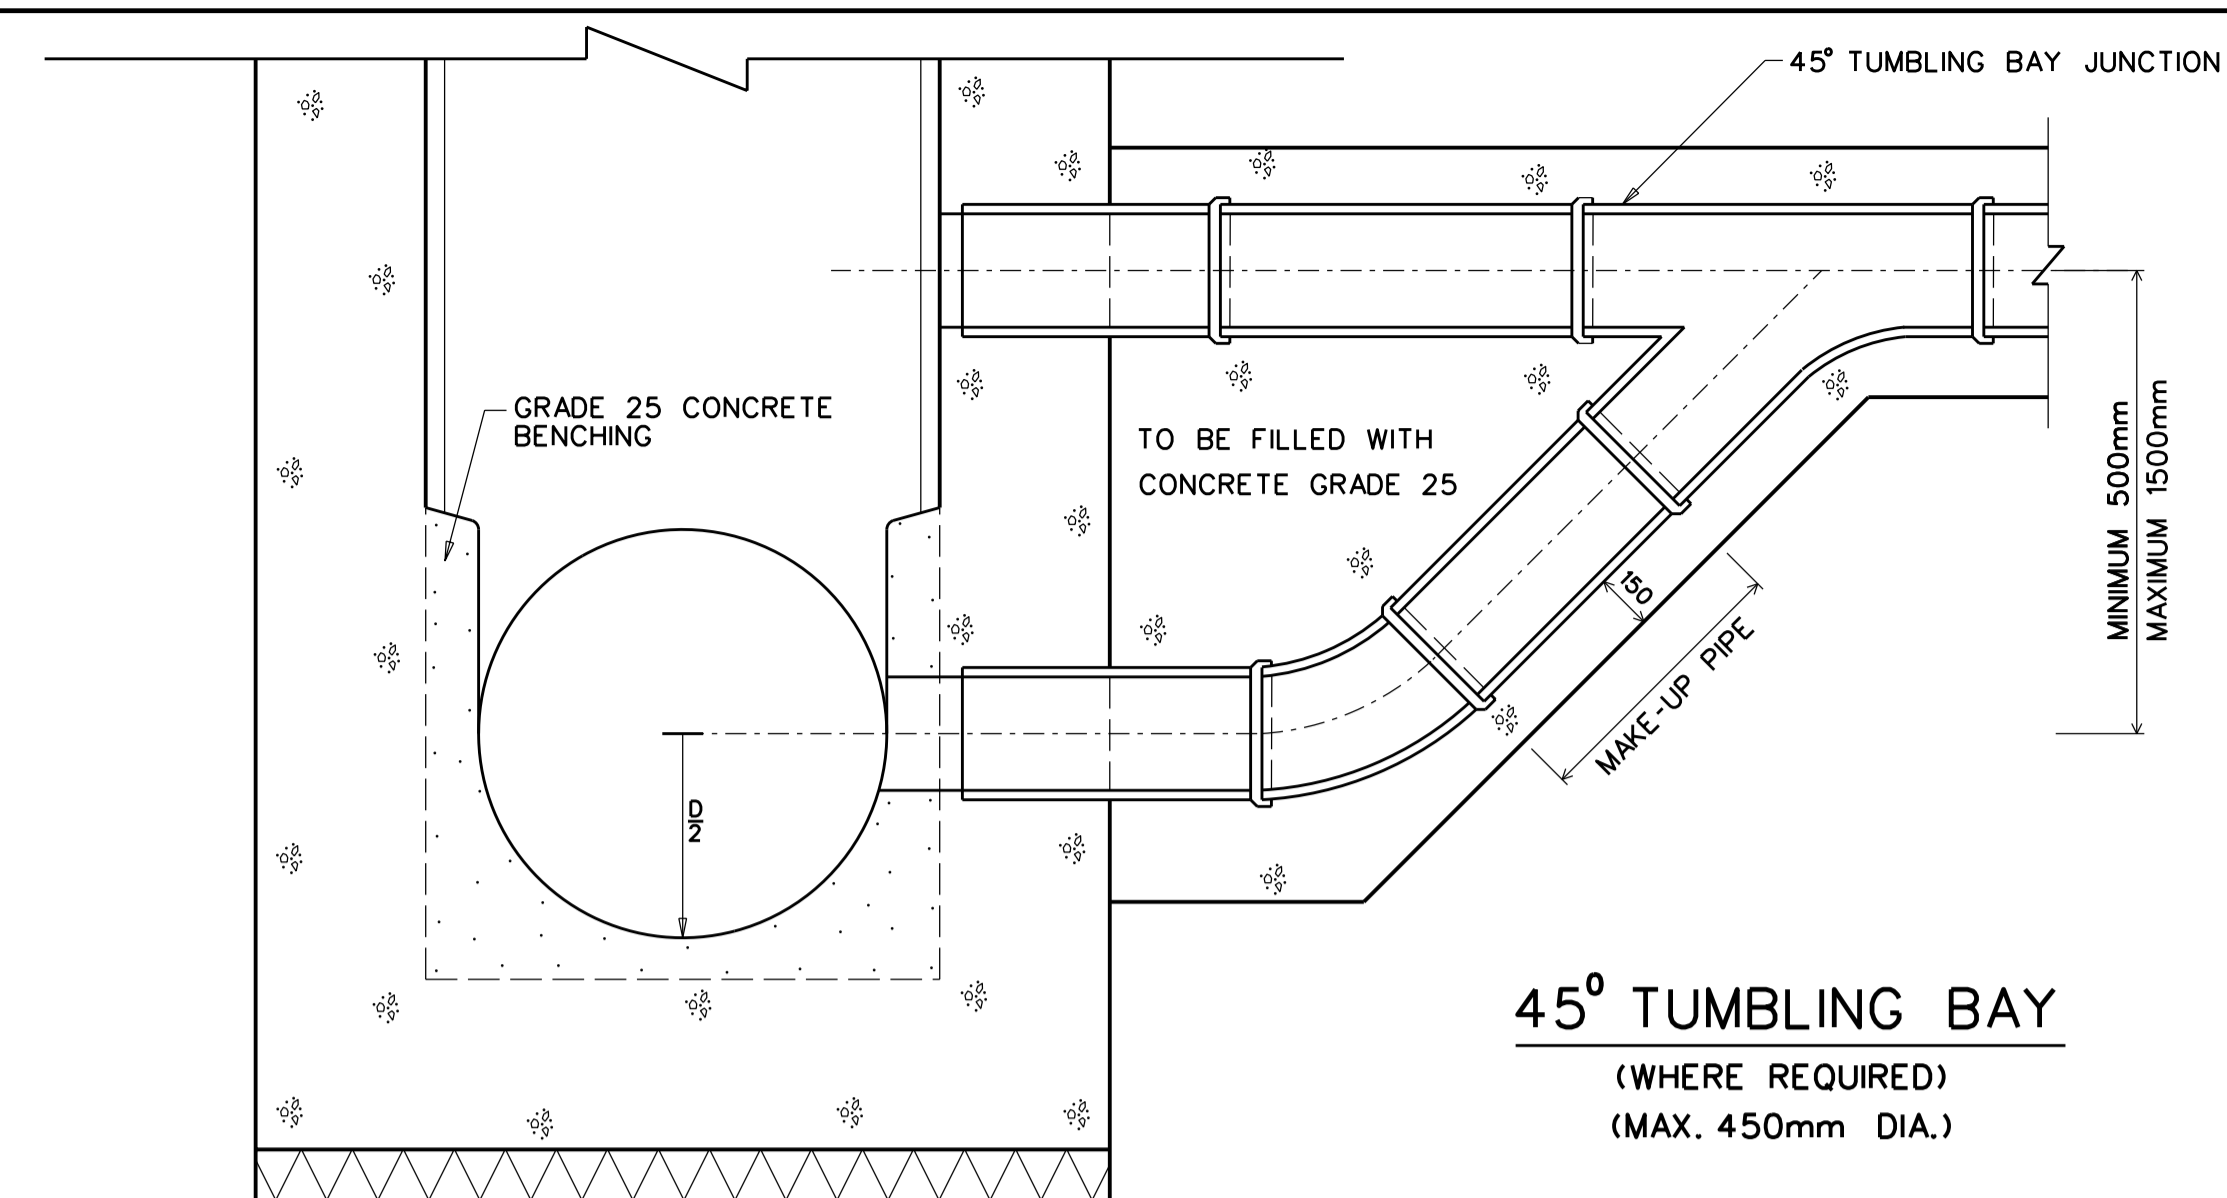 45° TUMBLING BAY JUNCTION
GRADE 25 CONCRETE
BENCHING
TO BE FILLED WITH
CONCRETE GRADE 25
MINIMUM 500mm
MAXIMUM 1500mm
150
MAKE-UP PIPE
D
2
45° TUMBLING BAY
(WHERE REQUIRED)
(MAX. 450mm DIA.)